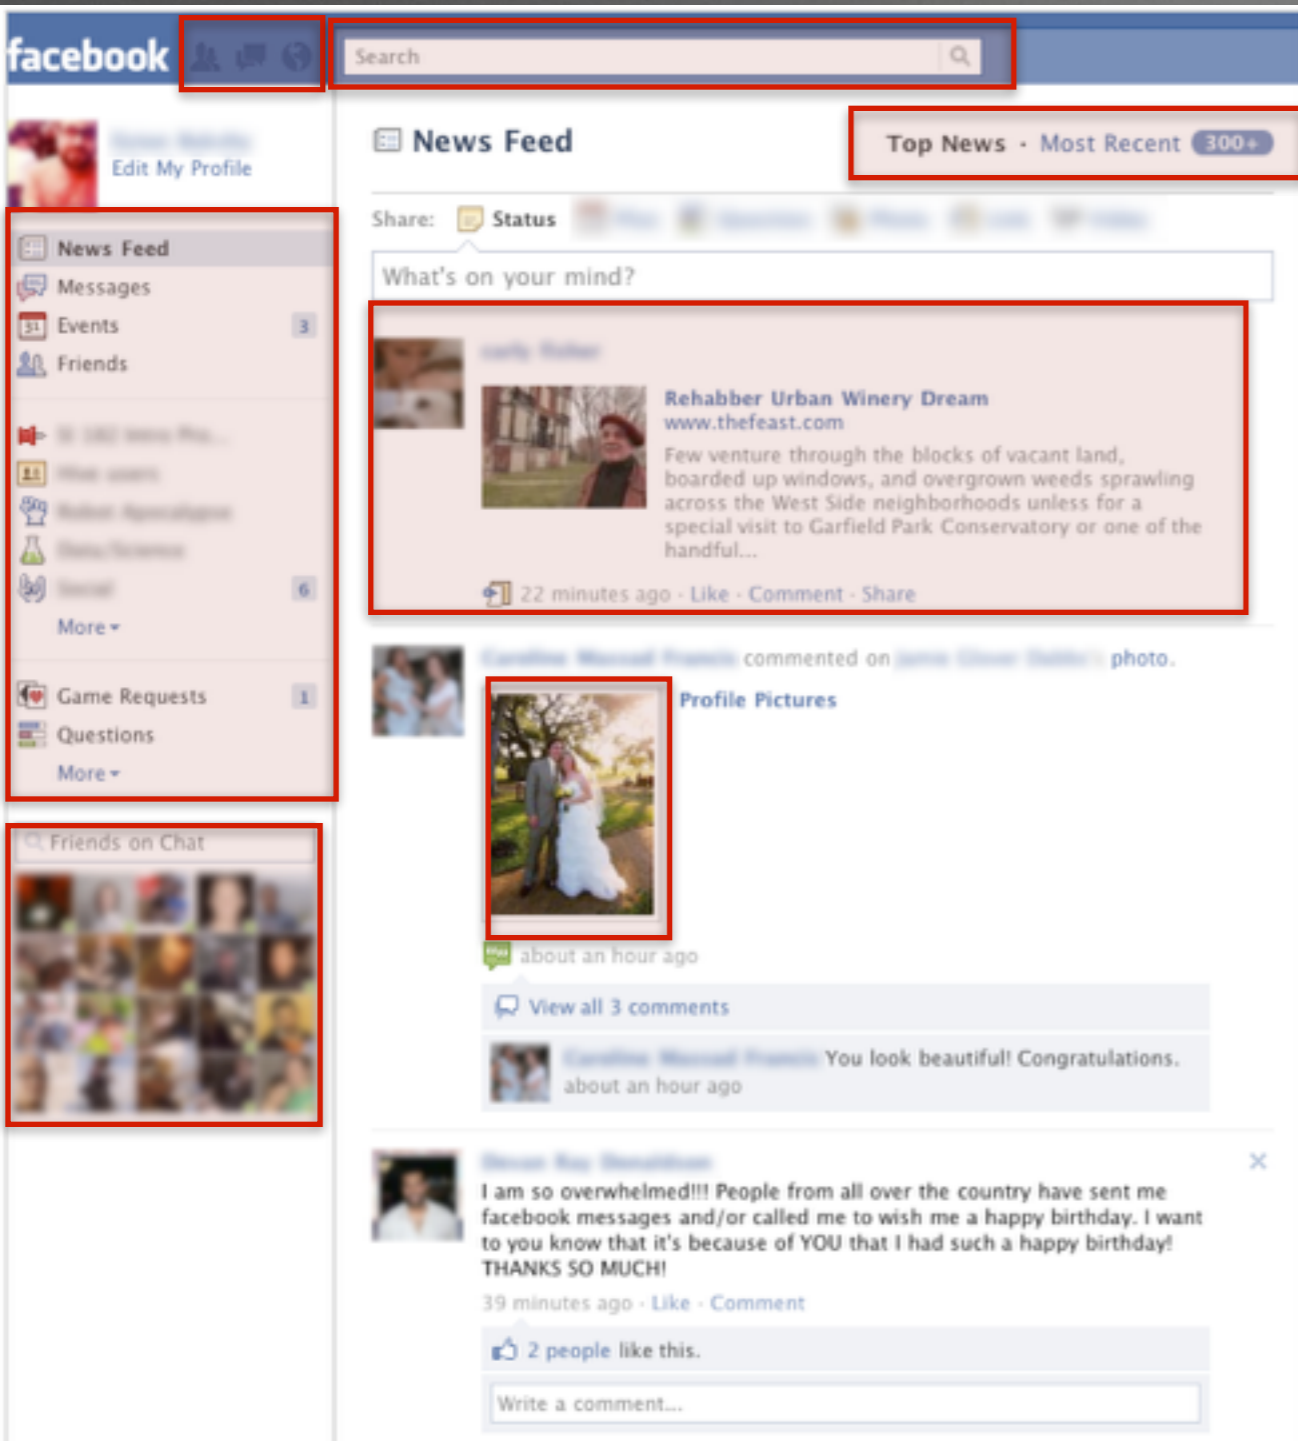 facebook
Search
Edit My Profile
News Feed
Top News · Most Recent 300+
Share: Status
What's on your mind?
News Feed
Messages
Events 3
Friends
6
More
Game Requests 1
Questions
More
Friends on Chat
Rehabber Urban Winery Dream
www.thefeast.com
Few venture through the blocks of vacant land,
boarded up windows, and overgrown weeds sprawling
across the West Side neighborhoods unless for a
special visit to Garfield Park Conservatory or one of the
handful...
22 minutes ago · Like · Comment · Share
commented on photo.
Profile Pictures
about an hour ago
View all 3 comments
You look beautiful! Congratulations.
about an hour ago
I am so overwhelmed!!! People from all over the country have sent me
facebook messages and/or called me to wish me a happy birthday. I want
to you know that it's because of YOU that I had such a happy birthday!
THANKS SO MUCH!
39 minutes ago · Like · Comment
2 people like this.
Write a comment...